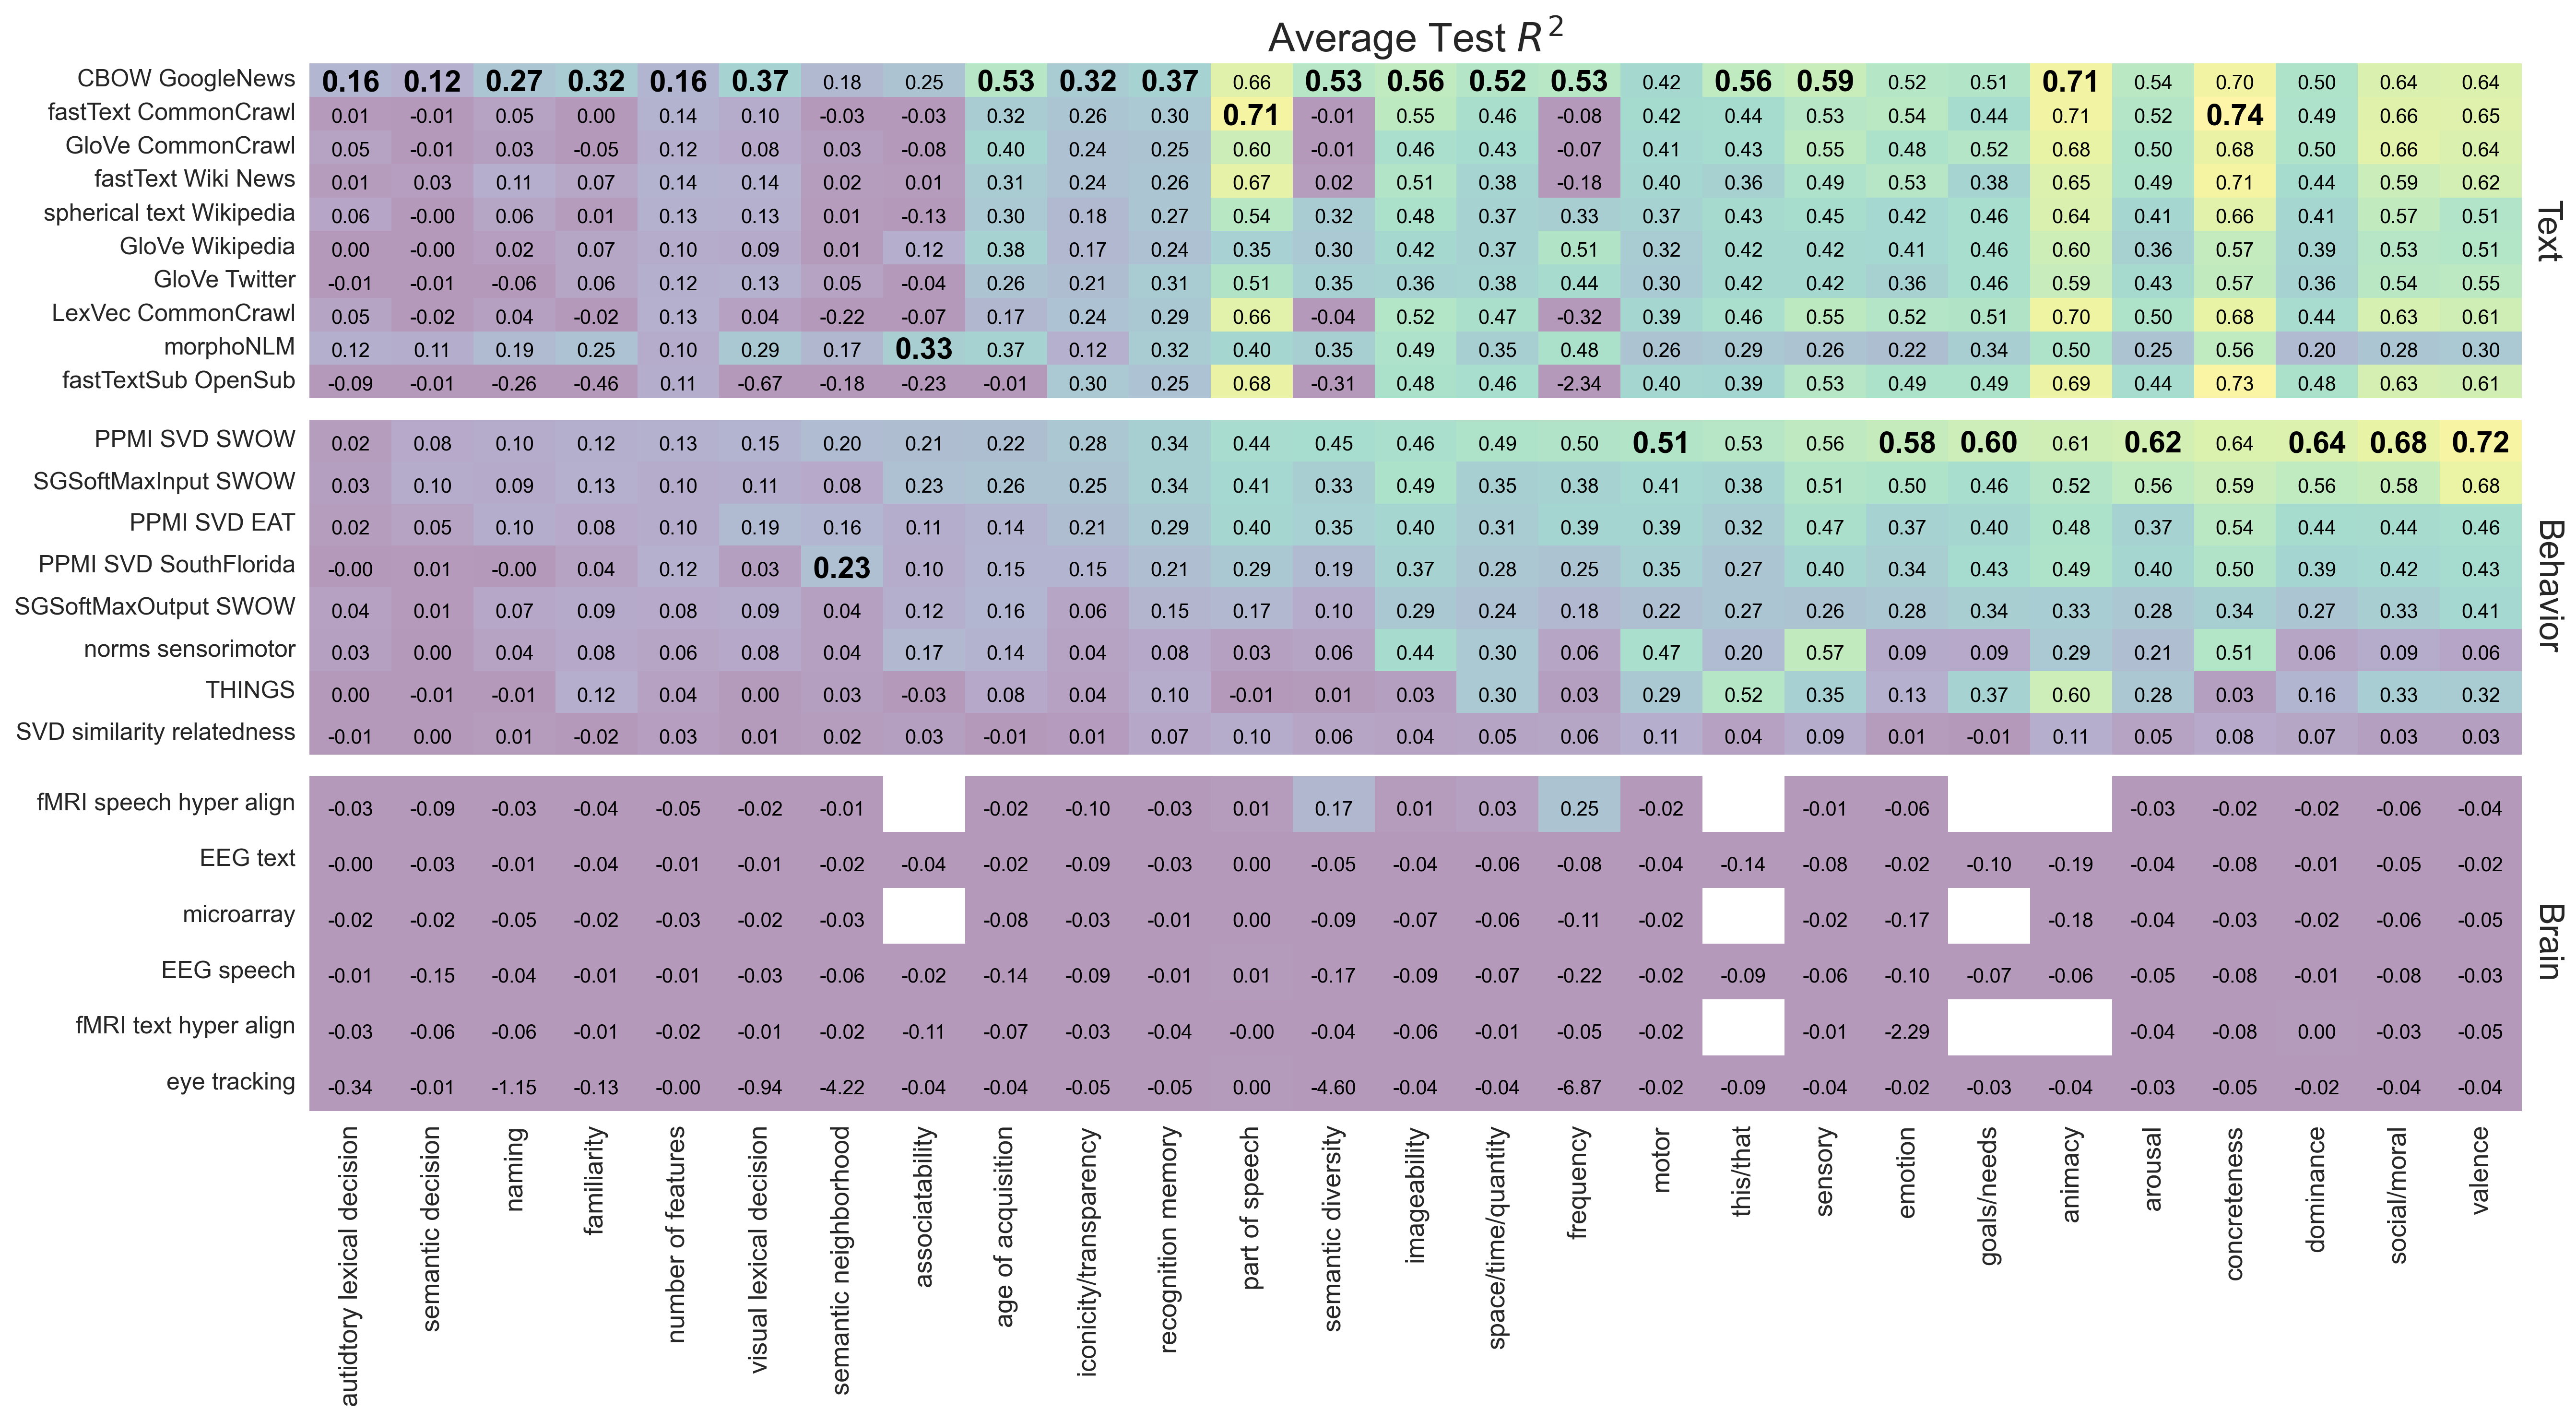 Average Test R²
CBOW GoogleNews 0.16 0.12 0.27 0.32 0.16 0.37 0.18 0.25 0.53 0.32 0.37 0.66 0.53 0.56 0.52 0.53 0.42 0.56 0.59 0.52 0.51 0.71 0.54 0.70 0.50 0.64 0.64
fastText CommonCrawl 0.01 -0.01 0.05 0.00 0.14 0.10 -0.03 -0.03 0.32 0.26 0.30 0.71 -0.01 0.55 0.46 -0.08 0.42 0.44 0.53 0.54 0.44 0.71 0.52 0.74 0.49 0.66 0.65
GloVe CommonCrawl 0.05 -0.01 0.03 -0.05 0.12 0.08 0.03 -0.08 0.40 0.24 0.25 0.60 -0.01 0.46 0.43 -0.07 0.41 0.43 0.55 0.48 0.52 0.68 0.50 0.68 0.50 0.66 0.64
fastText Wiki News 0.01 0.03 0.11 0.07 0.14 0.14 0.02 0.01 0.31 0.24 0.26 0.67 0.02 0.51 0.38 -0.18 0.40 0.36 0.49 0.53 0.38 0.65 0.49 0.71 0.44 0.59 0.62
spherical text Wikipedia 0.06 -0.00 0.06 0.01 0.13 0.13 0.01 -0.13 0.30 0.18 0.27 0.54 0.32 0.48 0.37 0.33 0.37 0.43 0.45 0.42 0.46 0.64 0.41 0.66 0.41 0.57 0.51
GloVe Wikipedia 0.00 -0.00 0.02 0.07 0.10 0.09 0.01 0.12 0.38 0.17 0.24 0.35 0.30 0.42 0.37 0.51 0.32 0.42 0.42 0.41 0.46 0.60 0.36 0.57 0.39 0.53 0.51
GloVe Twitter -0.01 -0.01 -0.06 0.06 0.12 0.13 0.05 -0.04 0.26 0.21 0.31 0.51 0.35 0.36 0.38 0.44 0.30 0.42 0.42 0.36 0.46 0.59 0.43 0.57 0.36 0.54 0.55
LexVec CommonCrawl 0.05 -0.02 0.04 -0.02 0.13 0.04 -0.22 -0.07 0.17 0.24 0.29 0.66 -0.04 0.52 0.47 -0.32 0.39 0.46 0.55 0.52 0.51 0.70 0.50 0.68 0.44 0.63 0.61
morphoNLM 0.12 0.11 0.19 0.25 0.10 0.29 0.17 0.33 0.37 0.12 0.32 0.40 0.35 0.49 0.35 0.48 0.26 0.29 0.26 0.22 0.34 0.50 0.25 0.56 0.20 0.28 0.30
fastTextSub OpenSub -0.09 -0.01 -0.26 -0.46 0.11 -0.67 -0.18 -0.23 -0.01 0.30 0.25 0.68 -0.31 0.48 0.46 -2.34 0.40 0.39 0.53 0.49 0.49 0.69 0.44 0.73 0.48 0.63 0.61
Text
PPMI SVD SWOW 0.02 0.08 0.10 0.12 0.13 0.15 0.20 0.21 0.22 0.28 0.34 0.44 0.45 0.46 0.49 0.50 0.51 0.53 0.56 0.58 0.60 0.61 0.62 0.64 0.64 0.68 0.72
SGSoftMaxInput SWOW 0.03 0.10 0.09 0.13 0.10 0.11 0.08 0.23 0.26 0.25 0.34 0.41 0.33 0.49 0.35 0.38 0.41 0.38 0.51 0.50 0.46 0.52 0.56 0.59 0.56 0.58 0.68
PPMI SVD EAT 0.02 0.05 0.10 0.08 0.10 0.19 0.16 0.11 0.14 0.21 0.29 0.40 0.35 0.40 0.31 0.39 0.39 0.32 0.47 0.37 0.40 0.48 0.37 0.54 0.44 0.44 0.46
PPMI SVD SouthFlorida -0.00 0.01 -0.00 0.04 0.12 0.03 0.23 0.10 0.15 0.15 0.21 0.29 0.19 0.37 0.28 0.25 0.35 0.27 0.40 0.34 0.43 0.49 0.40 0.50 0.39 0.42 0.43
SGSoftMaxOutput SWOW 0.04 0.01 0.07 0.09 0.08 0.09 0.04 0.12 0.16 0.06 0.15 0.17 0.10 0.29 0.24 0.18 0.22 0.27 0.26 0.28 0.34 0.33 0.28 0.34 0.27 0.33 0.41
norms sensorimotor 0.03 0.00 0.04 0.08 0.06 0.08 0.04 0.17 0.14 0.04 0.08 0.03 0.06 0.44 0.30 0.06 0.47 0.20 0.57 0.09 0.09 0.29 0.21 0.51 0.06 0.09 0.06
THINGS 0.00 -0.01 -0.01 0.12 0.04 0.00 0.03 -0.03 0.08 0.04 0.10 -0.01 0.01 0.03 0.30 0.03 0.29 0.52 0.35 0.13 0.37 0.60 0.28 0.03 0.16 0.33 0.32
SVD similarity relatedness -0.01 0.00 0.01 -0.02 0.03 0.01 0.02 0.03 -0.01 0.01 0.07 0.10 0.06 0.04 0.05 0.06 0.11 0.04 0.09 0.01 -0.01 0.11 0.05 0.08 0.07 0.03 0.03
Behavior
fMRI speech hyper align -0.03 -0.09 -0.03 -0.04 -0.05 -0.02 -0.01 -0.02 -0.10 -0.03 0.01 0.17 0.01 0.03 0.25 -0.02 -0.01 -0.06 -0.03 -0.02 -0.02 -0.06 -0.04
EEG text -0.00 -0.03 -0.01 -0.04 -0.01 -0.01 -0.02 -0.04 -0.02 -0.09 -0.03 0.00 -0.05 -0.04 -0.06 -0.08 -0.04 -0.14 -0.08 -0.02 -0.10 -0.19 -0.04 -0.08 -0.01 -0.05 -0.02
microarray -0.02 -0.02 -0.05 -0.02 -0.03 -0.02 -0.03 -0.08 -0.03 -0.01 0.00 -0.09 -0.07 -0.06 -0.11 -0.02 -0.02 -0.17 -0.18 -0.04 -0.03 -0.02 -0.06 -0.05
EEG speech -0.01 -0.15 -0.04 -0.01 -0.01 -0.03 -0.06 -0.02 -0.14 -0.09 -0.01 0.01 -0.17 -0.09 -0.07 -0.22 -0.02 -0.09 -0.06 -0.10 -0.07 -0.06 -0.05 -0.08 -0.01 -0.08 -0.03
fMRI text hyper align -0.03 -0.06 -0.06 -0.01 -0.02 -0.01 -0.02 -0.11 -0.07 -0.03 -0.04 -0.00 -0.04 -0.06 -0.01 -0.05 -0.02 -0.01 -2.29 -0.04 -0.08 0.00 -0.03 -0.05
eye tracking -0.34 -0.01 -1.15 -0.13 -0.00 -0.94 -4.22 -0.04 -0.04 -0.05 -0.05 0.00 -4.60 -0.04 -0.04 -6.87 -0.02 -0.09 -0.04 -0.02 -0.03 -0.04 -0.03 -0.05 -0.02 -0.04 -0.04
Brain
autidtory lexical decision
semantic decision
naming
familiarity
number of features
visual lexical decision
semantic neighborhood
associatability
age of acquisition
iconicity/transparency
recognition memory
part of speech
semantic diversity
imageability
space/time/quantity
frequency
motor
this/that
sensory
emotion
goals/needs
animacy
arousal
concreteness
dominance
social/moral
valence